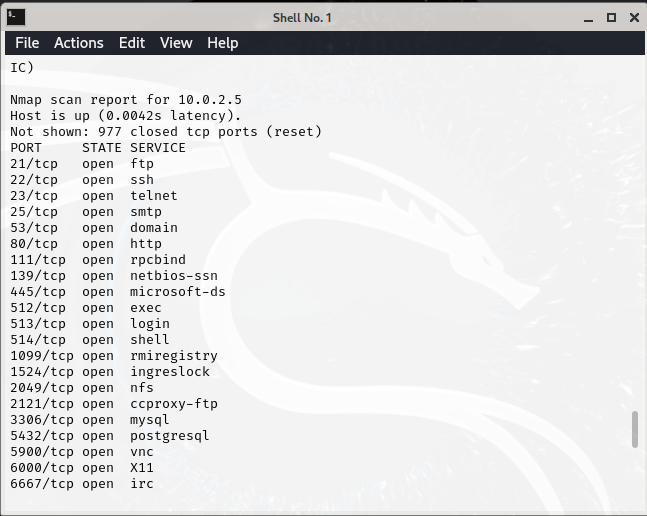 Shell No. 1
File Actions Edit View Help
IC)
Nmap scan report for 10.0.2.5
Host is up (0.0042s latency).
Not shown: 977 closed tcp ports (reset)
PORT     STATE SERVICE
21/tcp   open  ftp
22/tcp   open  ssh
23/tcp   open  telnet
25/tcp   open  smtp
53/tcp   open  domain
80/tcp   open  http
111/tcp  open  rpcbind
139/tcp  open  netbios-ssn
445/tcp  open  microsoft-ds
512/tcp  open  exec
513/tcp  open  login
514/tcp  open  shell
1099/tcp open  rmiregistry
1524/tcp open  ingreslock
2049/tcp open  nfs
2121/tcp open  ccproxy-ftp
3306/tcp open  mysql
5432/tcp open  postgresql
5900/tcp open  vnc
6000/tcp open  X11
6667/tcp open  irc